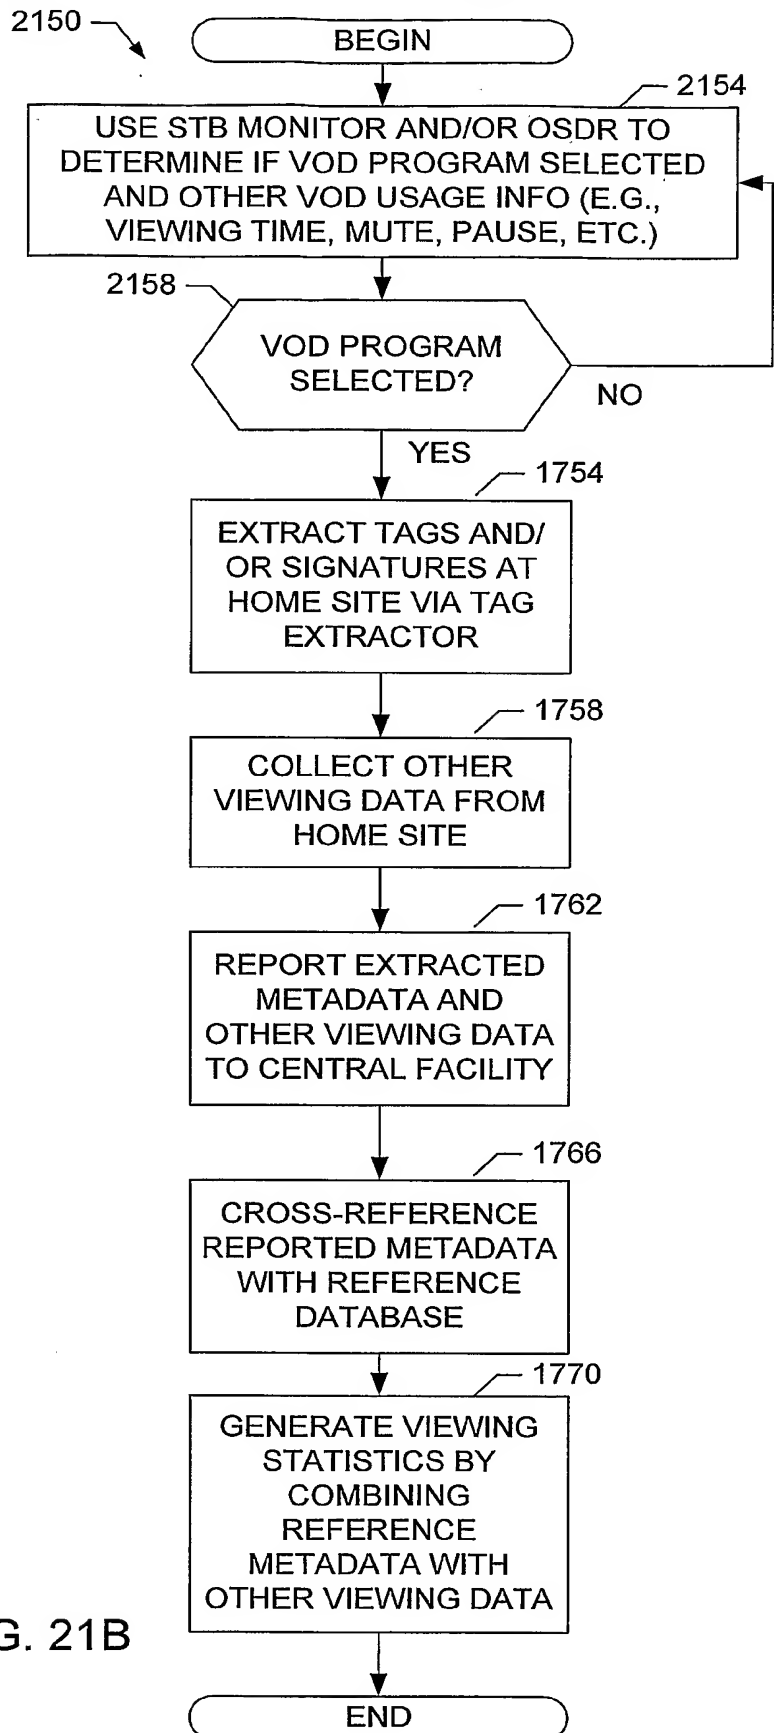 2150
BEGIN
2154
USE STB MONITOR AND/OR OSDR TO
DETERMINE IF VOD PROGRAM SELECTED
AND OTHER VOD USAGE INFO (E.G.,
VIEWING TIME, MUTE, PAUSE, ETC.)
2158
VOD PROGRAM
SELECTED?
NO
YES
1754
EXTRACT TAGS AND/
OR SIGNATURES AT
HOME SITE VIA TAG
EXTRACTOR
1758
COLLECT OTHER
VIEWING DATA FROM
HOME SITE
1762
REPORT EXTRACTED
METADATA AND
OTHER VIEWING DATA
TO CENTRAL FACILITY
1766
CROSS-REFERENCE
REPORTED METADATA
WITH REFERENCE
DATABASE
1770
GENERATE VIEWING
STATISTICS BY
COMBINING
REFERENCE
METADATA WITH
OTHER VIEWING DATA
G. 21B
END